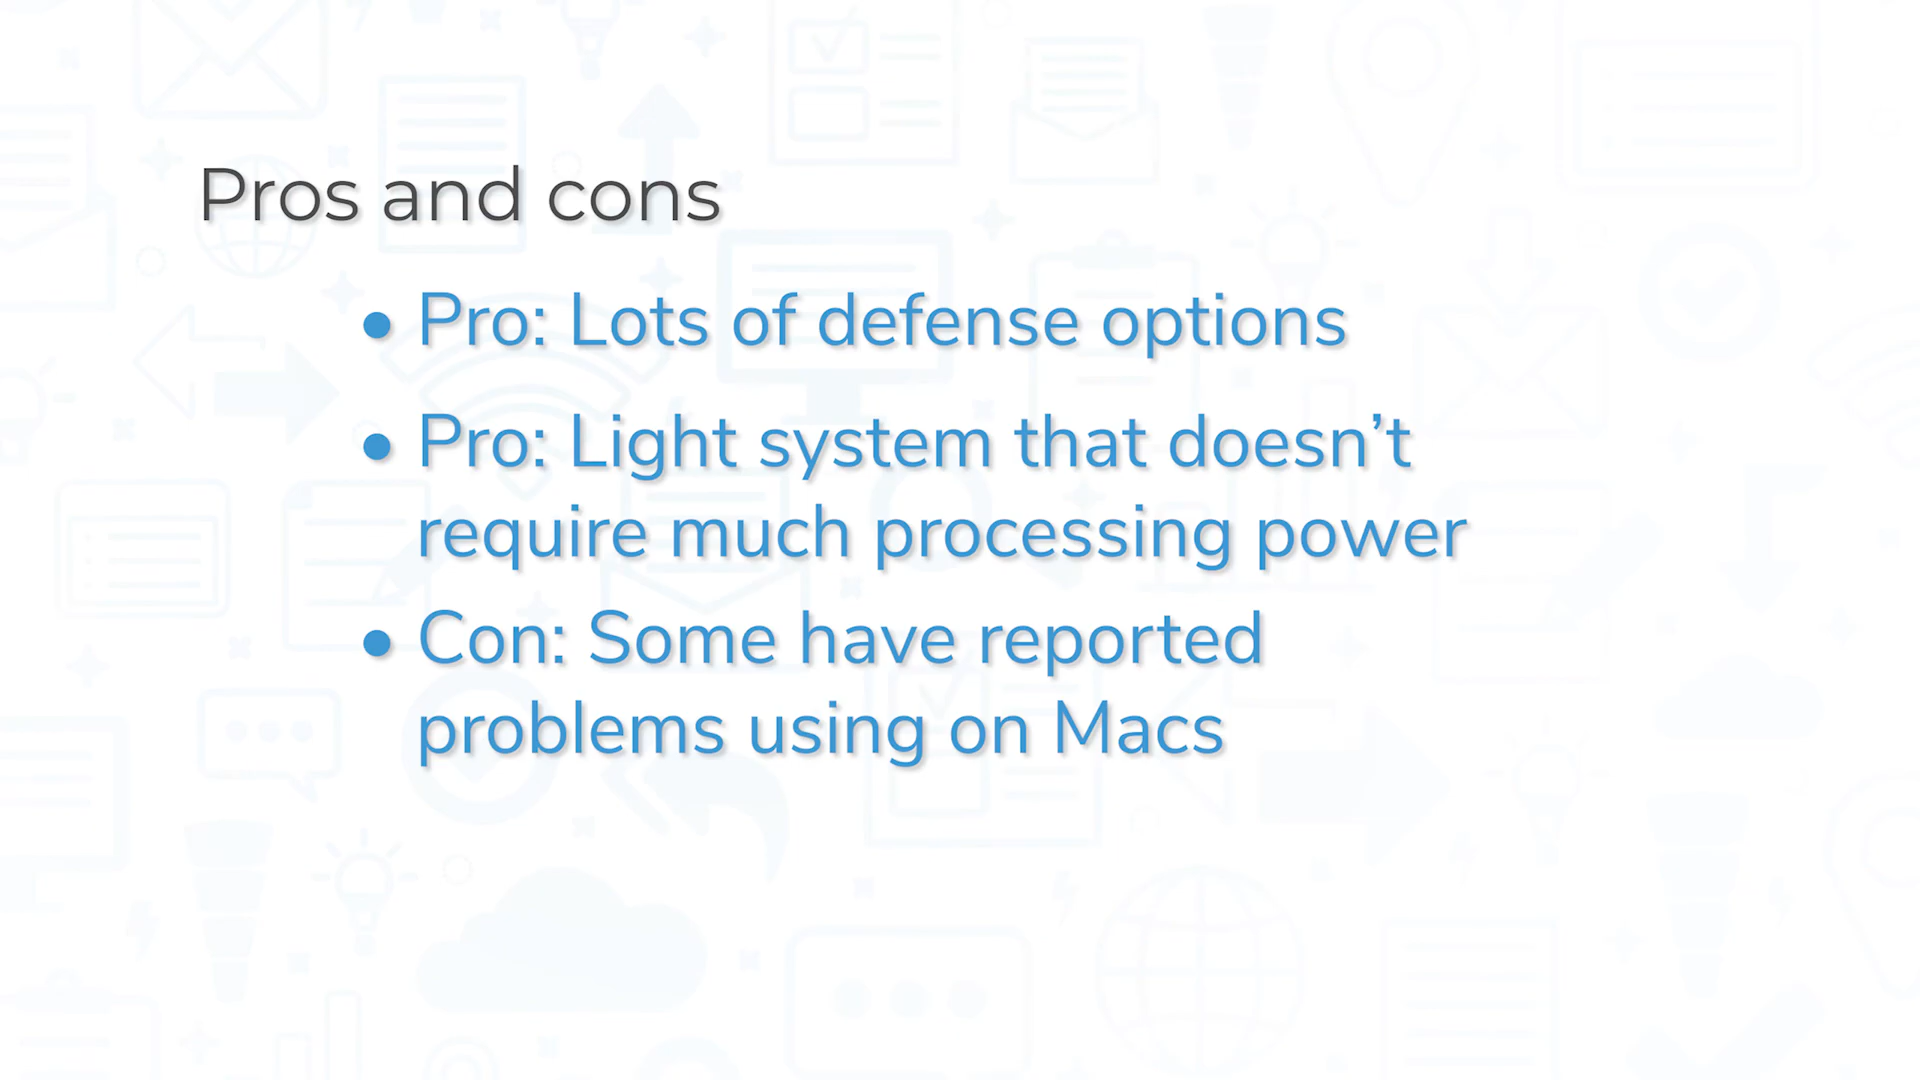 Pros and cons
• Pro: Lots of defense options
• Pro: Light system that doesn’t
require much processing power
• Con: Some have reported
problems using on Macs